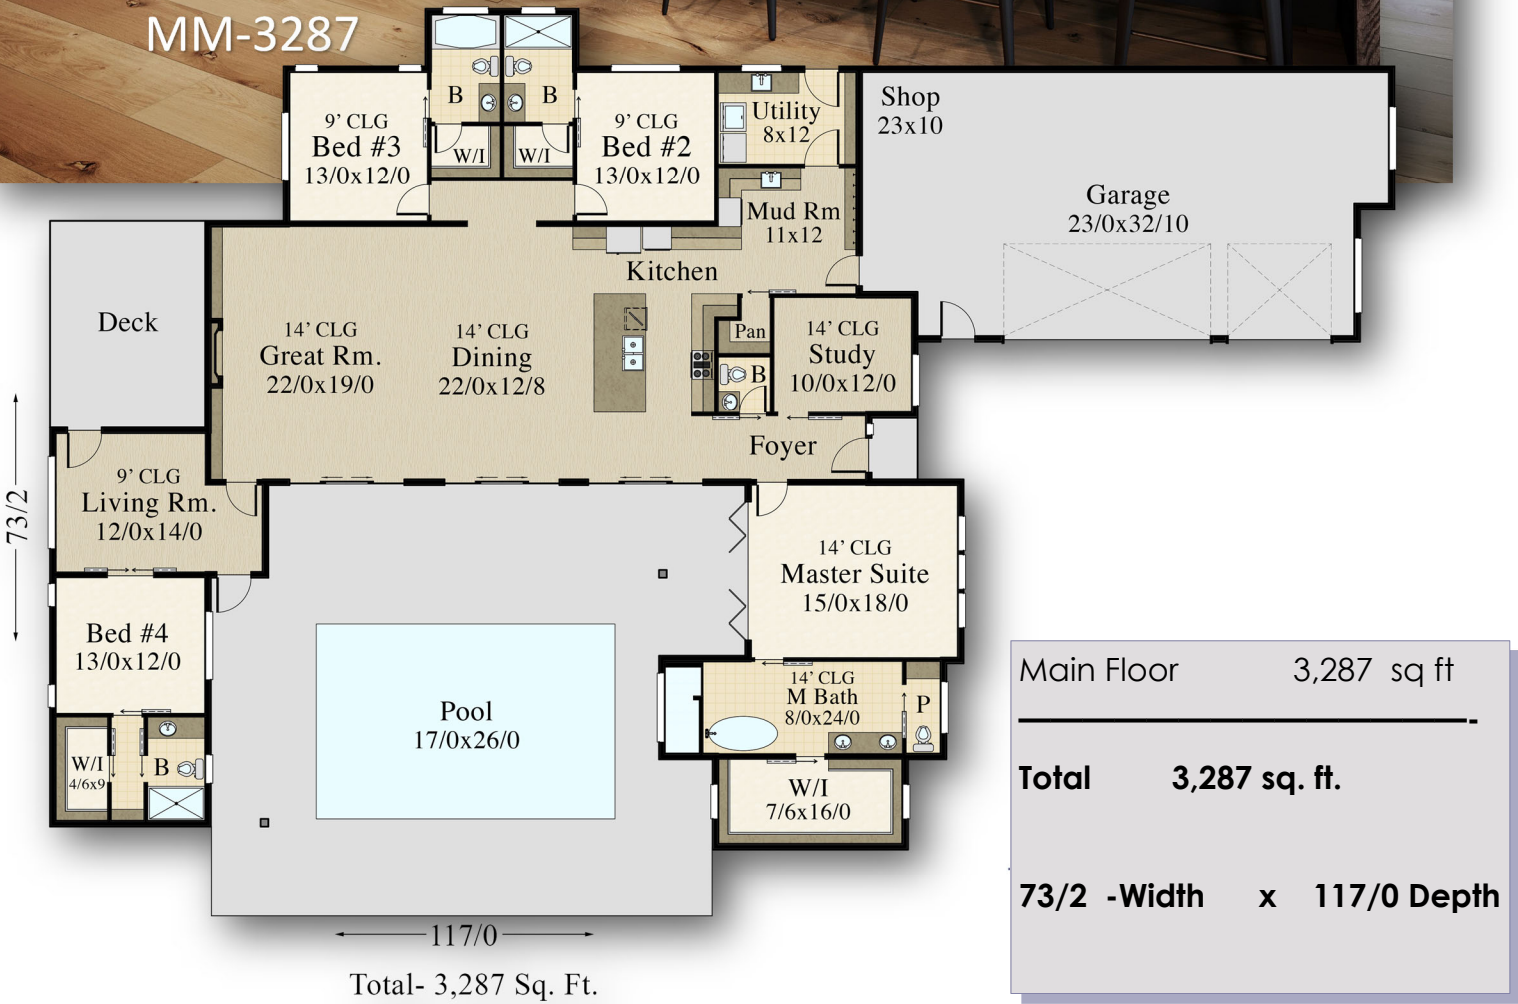 MM-3287
B
B
9' CLG
Bed #3
13/0x12/0
W/I
W/I
9' CLG
Bed #2
13/0x12/0
Utility
8x12
Shop
23x10
Garage
23/0x32/10
Mud Rm
11x12
Kitchen
Deck
14' CLG
Great Rm.
22/0x19/0
14' CLG
Dining
22/0x12/8
Pan
B
14' CLG
Study
10/0x12/0
Foyer
73/2
9' CLG
Living Rm.
12/0x14/0
14' CLG
Master Suite
15/0x18/0
Bed #4
13/0x12/0
Pool
17/0x26/0
14' CLG
M Bath
8/0x24/0
P
W/I
4/6x9
B
W/I
7/6x16/0
117/0
Total- 3,287 Sq. Ft.
Main Floor 3,287 sq ft
Total 3,287 sq. ft.
73/2 -Width x 117/0 Depth